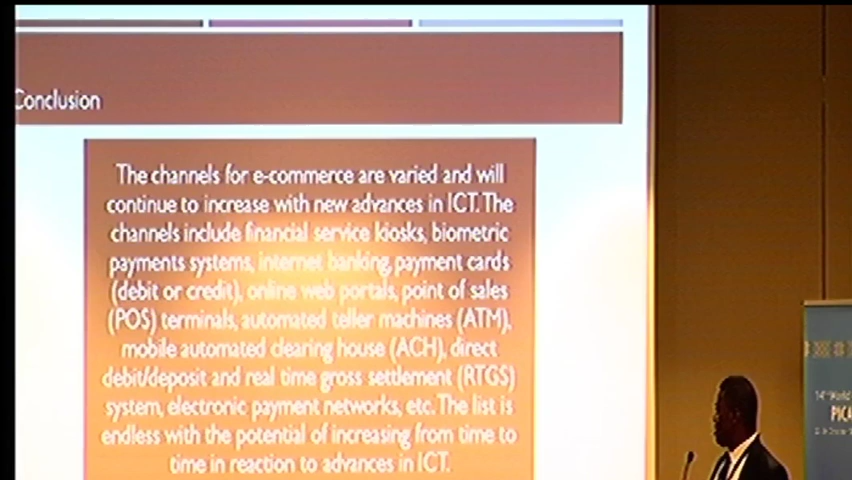 Conclusion
The channels for e-commerce are varied and will
continue to increase with new advances in ICT. The
channels include financial service kiosks, biometric
payments systems, internet banking, payment cards
(debit or credit), online web portals, point of sales
(POS) terminals, automated teller machines (ATM),
mobile automated clearing house (ACH), direct
debit/deposit and real time gross settlement (RTGS)
system, electronic payment networks, etc. The list is
endless with the potential of increasing from time to
time in reaction to advances in ICT.
14th World